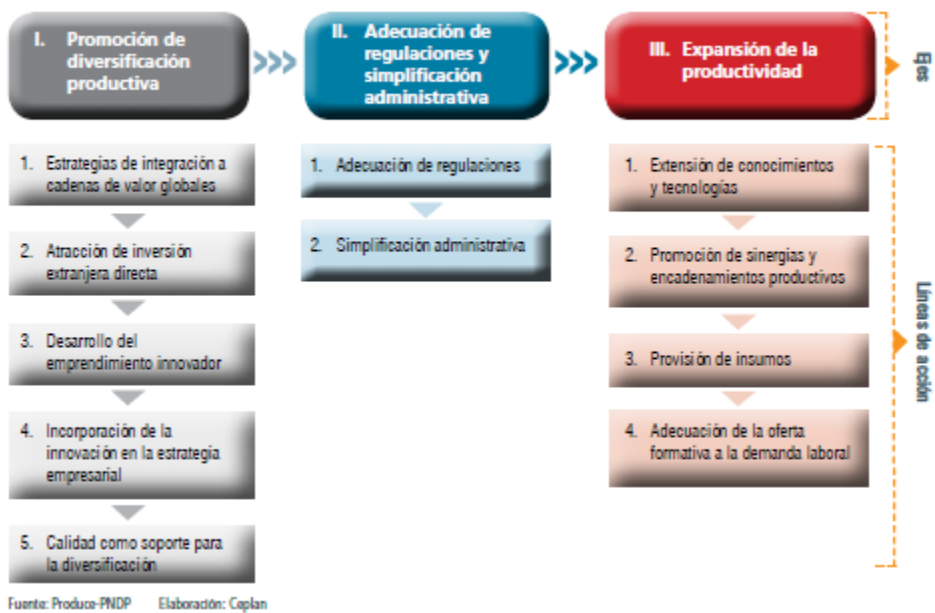 I. Promoción de
diversificación
productiva
II. Adecuación de
regulaciones y
simplificación
administrativa
III. Expansión de la
productividad
Ejes
1. Estrategias de integración a
cadenas de valor globales
2. Atracción de inversión
extranjera directa
3. Desarrollo del
emprendimiento innovador
4. Incorporación de la
innovación en la estrategia
empresarial
5. Calidad como soporte para
la diversificación
1. Adecuación de regulaciones
2. Simplificación administrativa
1. Extensión de conocimientos
y tecnologías
2. Promoción de sinergias y
encadenamientos productivos
3. Provisión de insumos
4. Adecuación de la oferta
formativa a la demanda laboral
Líneas de acción
Fuente: Produce-PNDP Elaboración: Ceplan